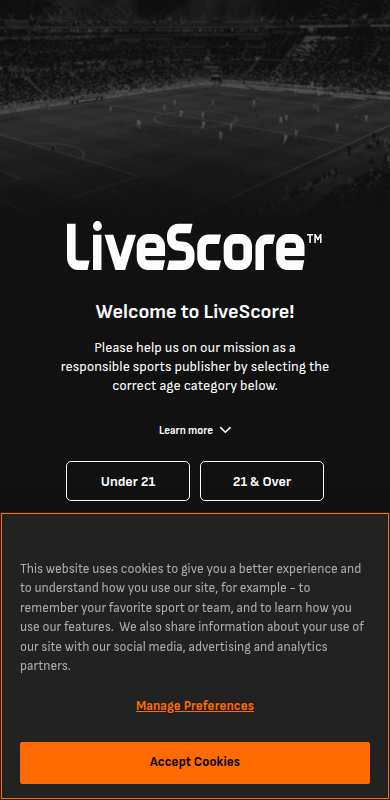 LiveScore™
Welcome to LiveScore!
Please help us on our mission as a
responsible sports publisher by selecting the
correct age category below.
Learn more
Under 21
21 & Over
This website uses cookies to give you a better experience and
to understand how you use our site, for example - to
remember your favorite sport or team, and to learn how you
use our features.  We also share information about your use of
our site with our social media, advertising and analytics
partners.
Manage Preferences
Accept Cookies